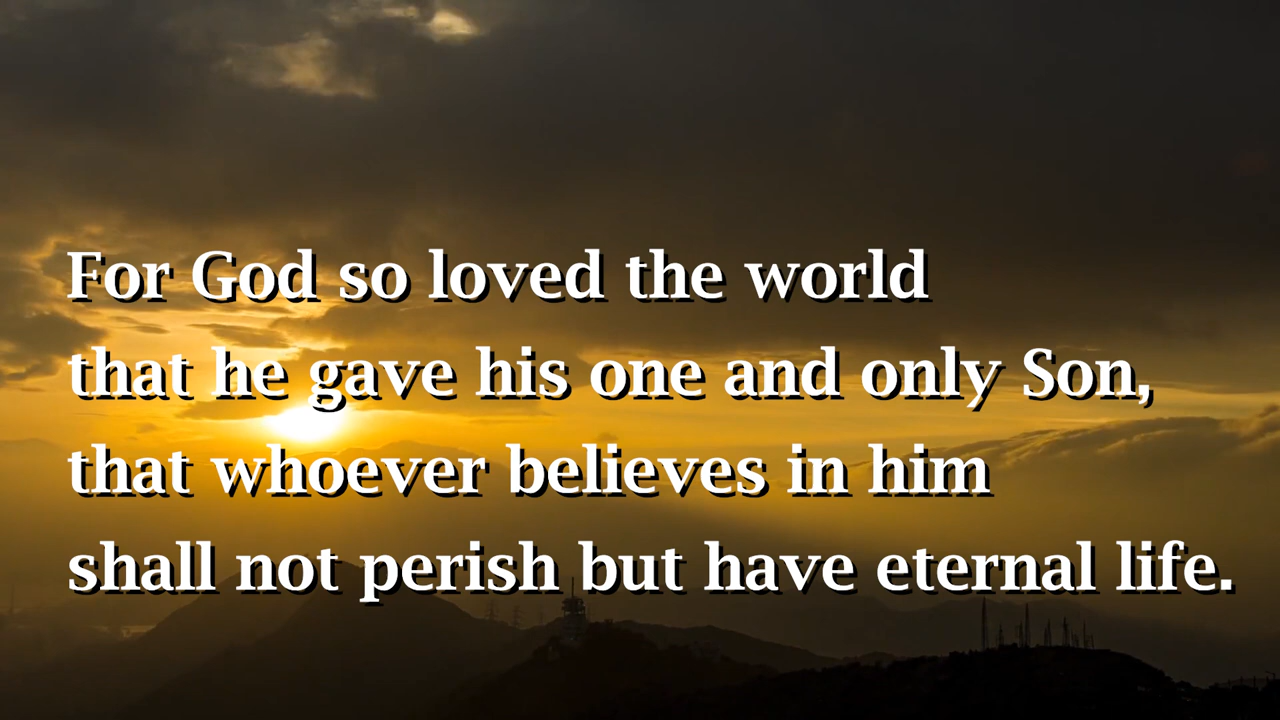 For God so loved the world
that he gave his one and only Son,
that whoever believes in him
shall not perish but have eternal life.